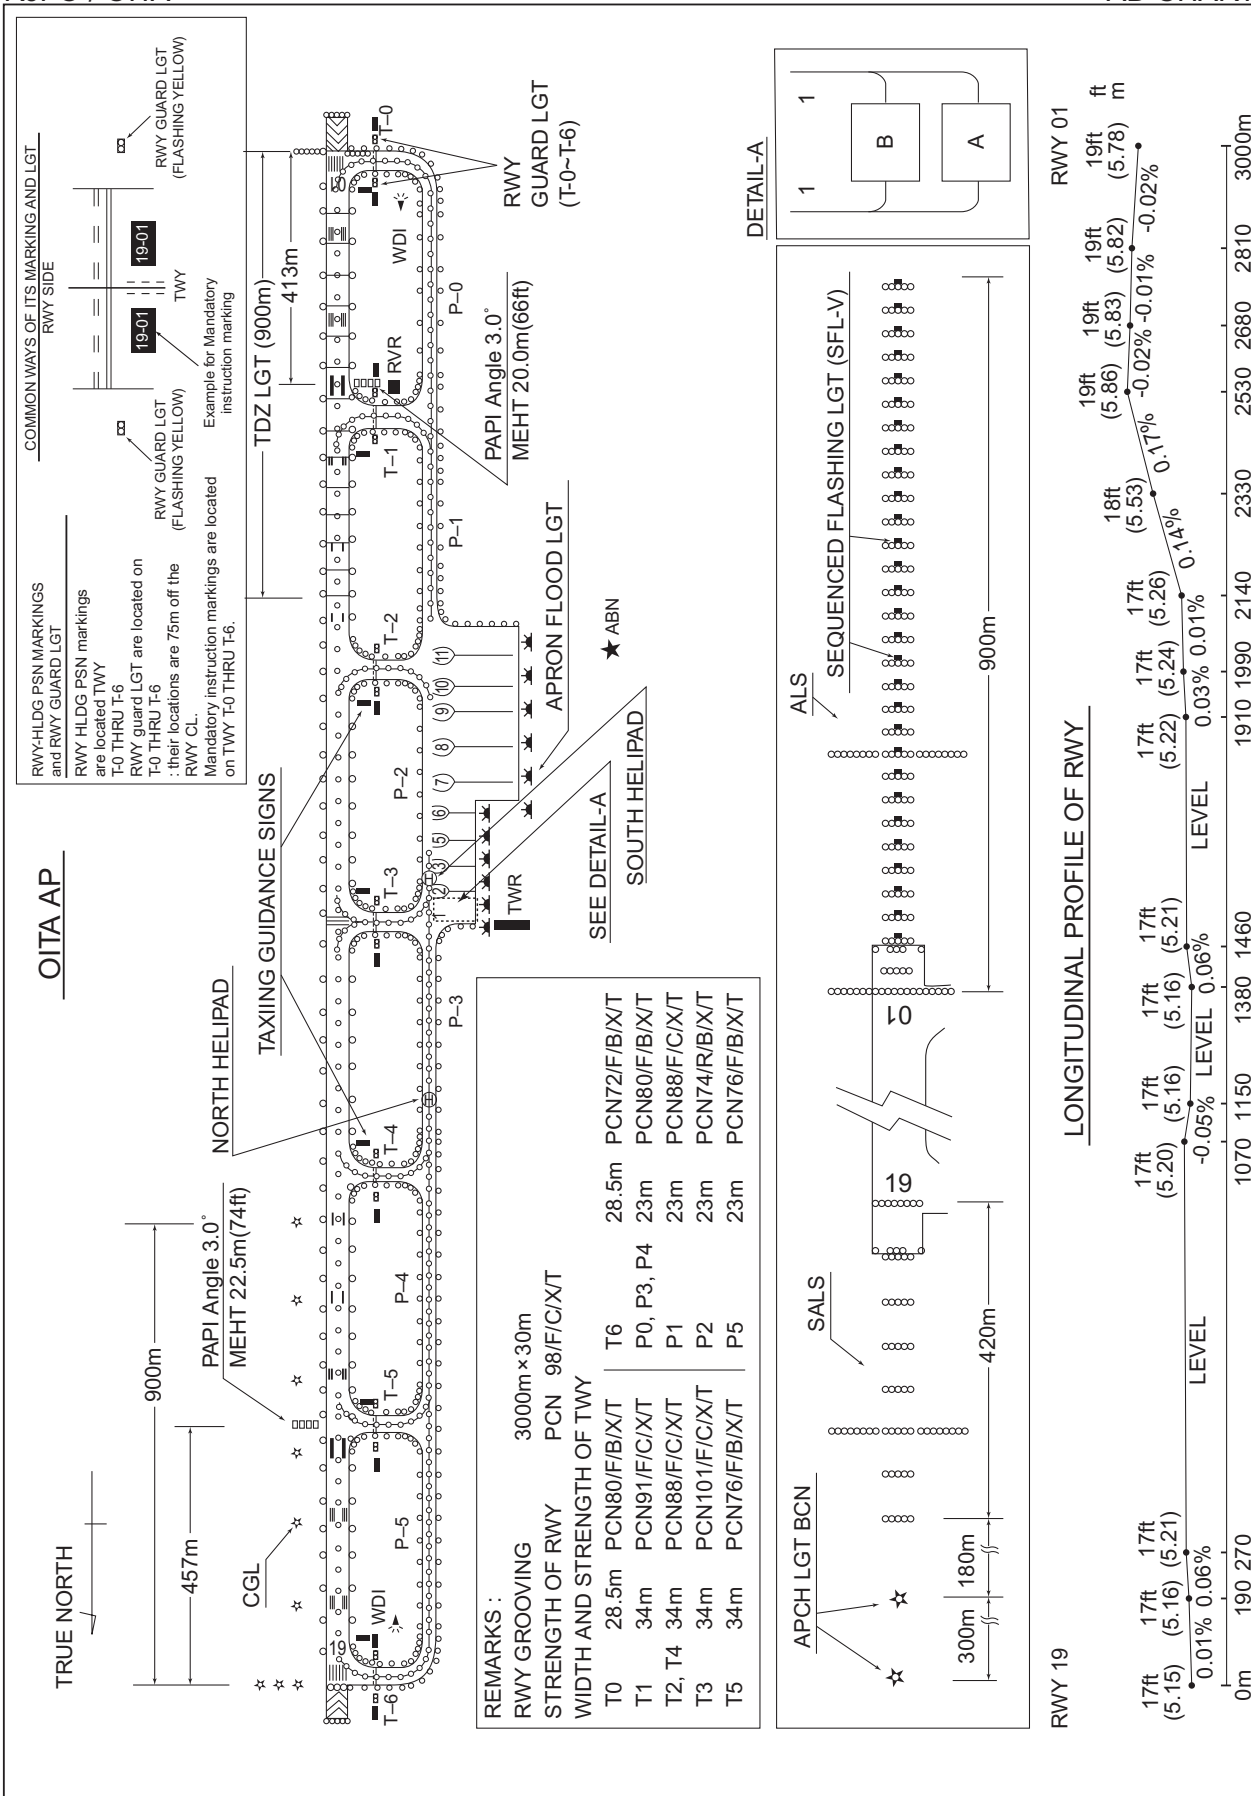 OITA AP
TRUE NORTH
RWY-HLDG PSN MARKINGS
and RWY GUARD LGT
RWY HLDG PSN markings
are located TWY
T-0 THRU T-6
RWY guard LGT are located on
T-0 THRU T-6
: their locations are 75m off the
RWY CL.
Mandatory instruction markings are located
on TWY T-0 THRU T-6.
COMMON WAYS OF ITS MARKING AND LGT
RWY SIDE
RWY GUARD LGT
(FLASHING YELLOW)
19-01
19-01
TWY
RWY GUARD LGT
(FLASHING YELLOW)
Example for Mandatory
instruction marking
900m
457m
PAPI Angle 3.0°
MEHT 22.5m(74ft)
CGL
NORTH HELIPAD
TAXING GUIDANCE SIGNS
TDZ LGT (900m)
413m
19
01
WDI
WDI
RVR
T–6
T–5
T–4
T–3
T–2
T–1
T–0
P–5
P–4
P–3
P–2
P–1
P–0
RWY
GUARD LGT
(T-0~T-6)
PAPI Angle 3.0°
MEHT 20.0m(66ft)
1
2
3
5
6
7
8
9
10
11
TWR
APRON FLOOD LGT
ABN
SEE DETAIL-A
SOUTH HELIPAD
REMARKS :
RWY GROOVING 3000m×30m
STRENGTH OF RWY PCN 98/F/C/X/T
WIDTH AND STRENGTH OF TWY
T0 28.5m PCN80/F/B/X/T T6 28.5m PCN72/F/B/X/T
T1 34m PCN91/F/C/X/T P0, P3, P4 23m PCN80/F/B/X/T
T2, T4 34m PCN88/F/C/X/T P1 23m PCN88/F/C/X/T
T3 34m PCN101/F/C/X/T P2 23m PCN74/R/B/X/T
T5 34m PCN76/F/B/X/T P5 23m PCN76/F/B/X/T
DETAIL-A
1
1
B
A
APCH LGT BCN
SALS
ALS
SEQUENCED FLASHING LGT (SFL-V)
19
01
300m
180m
420m
900m
LONGITUDINAL PROFILE OF RWY
RWY 19
RWY 01
17ft
(5.15)
17ft
(5.16)
17ft
(5.21)
17ft
(5.20)
17ft
(5.16)
17ft
(5.16)
17ft
(5.21)
17ft
(5.22)
17ft
(5.24)
17ft
(5.26)
18ft
(5.53)
19ft
(5.86)
19ft
(5.83)
19ft
(5.82)
19ft
(5.78)
ft
m
0.01% 0.06% LEVEL -0.05% LEVEL 0.06% LEVEL 0.03% 0.01% 0.14% 0.17% -0.02% -0.01% -0.02%
0m 190 270 1070 1150 1380 1460 1910 1990 2140 2330 2530 2680 2810 3000m